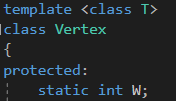 template <class T>
class Vertex
{
protected:
    static int W;